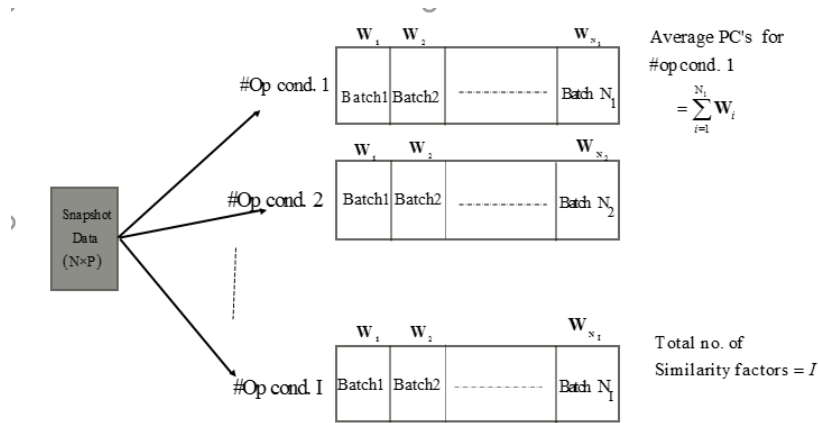 W₁ W₂ W_N₁
Average PC's for
#op cond. 1
= ∑_{i=1}^{N₁} W_i
#Op cond. 1
Batch1 Batch2 Batch N₁
W₁ W₂ W_N₂
#Op cond. 2
Batch1 Batch2 Batch N₂
Snapshot
Data
(N×P)
W₁ W₂ W_N_I
Total no. of
Similarity factors = I
#Op cond. I
Batch1 Batch2 Batch N_I